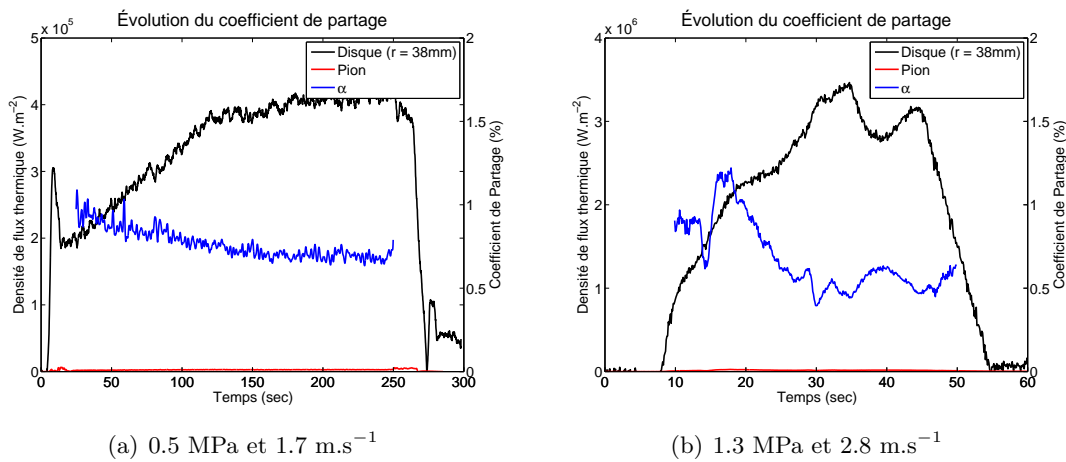 Évolution du coefficient de partage
x 10⁵
Densité de flux thermique (W.m⁻²)
5
4
3
2
1
0
0 50 100 150 200 250 300
Temps (sec)
2
1.5
1
0.5
0
Coefficient de Partage (%)
Disque (r = 38mm)
Pion
α
(a) 0.5 MPa et 1.7 m.s⁻¹
Évolution du coefficient de partage
x 10⁶
Densité de flux thermique (W.m⁻²)
4
3
2
1
0
0 10 20 30 40 50 60
Temps (sec)
2
1.5
1
0.5
0
Coefficient de Partage (%)
Disque (r = 38mm)
Pion
α
(b) 1.3 MPa et 2.8 m.s⁻¹